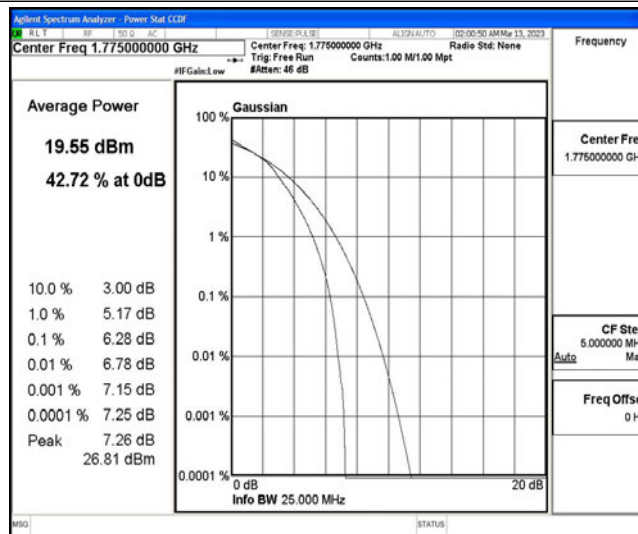 Agilent Spectrum Analyzer - Power Stat CCDF
RL T RF 50 Ω AC SENSE:PULSE ALIGN AUTO 02:00:50 AM Mar 13, 2023
Center Freq 1.775000000 GHz
Center Freq: 1.775000000 GHz Radio Std: None
Trig: Free Run Counts:1.00 M/1.00 Mpt
#IFGain:Low #Atten: 46 dB
Frequency
Average Power
19.55 dBm
42.72 % at 0dB
10.0 % 3.00 dB
1.0 % 5.17 dB
0.1 % 6.28 dB
0.01 % 6.78 dB
0.001 % 7.15 dB
0.0001 % 7.25 dB
Peak 7.26 dB
26.81 dBm
Gaussian
100 %
10 %
1 %
0.1 %
0.01 %
0.001 %
0.0001 %
0 dB 20 dB
Info BW 25.000 MHz
Center Fre
1.775000000 GH
CF Ste
5.000000 MH
Auto Ma
Freq Offse
0 H
MSG STATUS